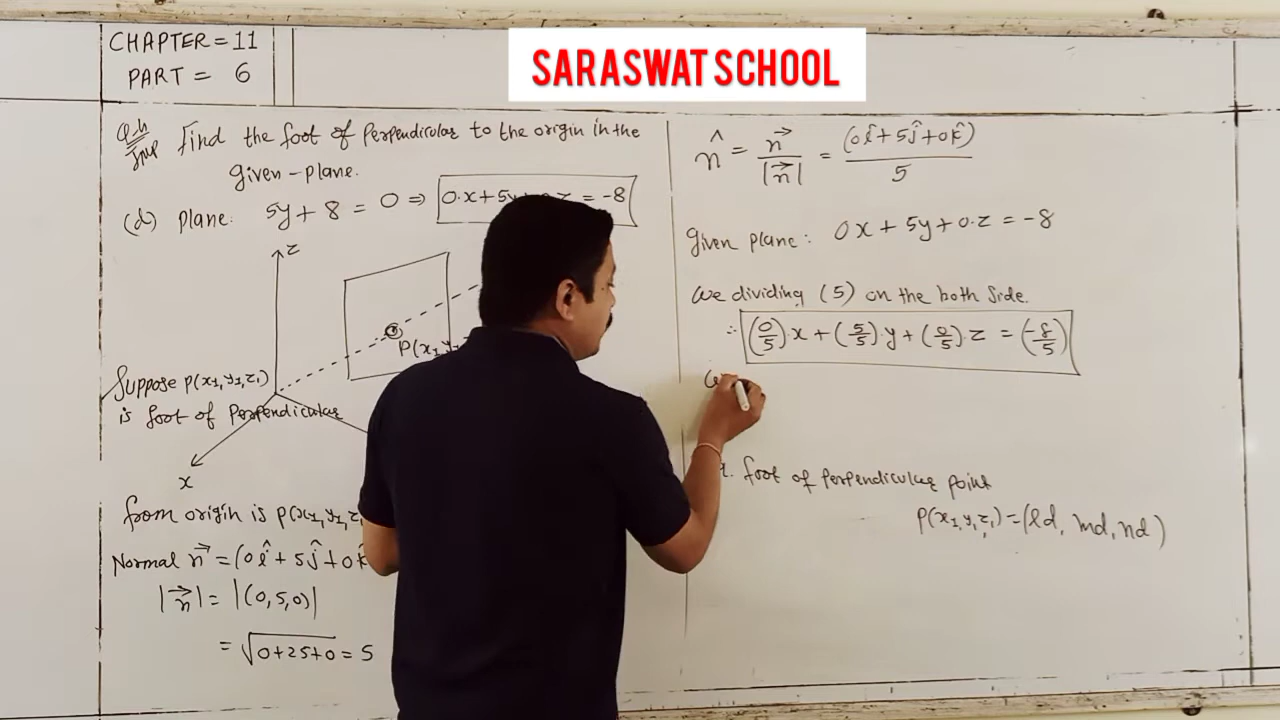 SARASWAT SCHOOL
CHAPTER = 11
PART = 6
Find the foot of Perpendicular to the origin in the
given-plane.
(d) plane: 5y + 8 = 0 ⇒ 0.x + 5y = -8
z
P(x₁, y₁
Suppose P(x₁, y₁, z₁)
is foot of Perpendicular
x
from origin is P(x₁, y₁, z₁
Normal n⃗ = (0î + 5ĵ + 0k̂
|n⃗| = |(0, 5, 0)|
= √0+25+0 = 5
n̂ = n⃗/|n⃗| = (0î + 5ĵ + 0k̂)/5
given plane: 0x + 5y + 0.z = -8
we dividing (5) on the both side.
∴ (0/5)x + (5/5)y + (0/5).z = (-8/5)
foot of perpendicular point
P(x₁, y₁, z₁) = (ld, md, nd)